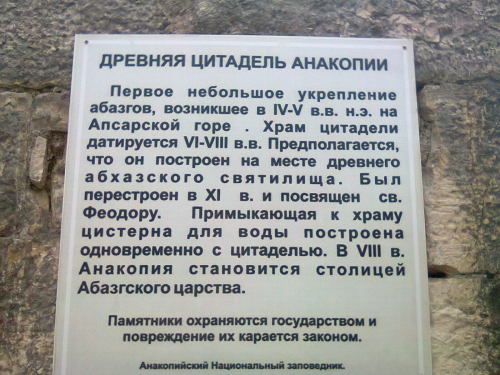 ДРЕВНЯЯ ЦИТАДЕЛЬ АНАКОПИИ
Первое небольшое укрепление
абазгов, возникшее в IV-V в.в. н.э. на
Апсарской горе . Храм цитадели
датируется VI-VIII в.в. Предполагается,
что он построен на месте древнего
абхазского святилища. Был
перестроен в XI в. и посвящен св.
Феодору. Примыкающая к храму
цистерна для воды построена
одновременно с цитаделью. В VIII в.
Анакопия становится столицей
Абазгского царства.
Памятники охраняются государством и
повреждение их карается законом.
Анакопийский Национальный заповедник.